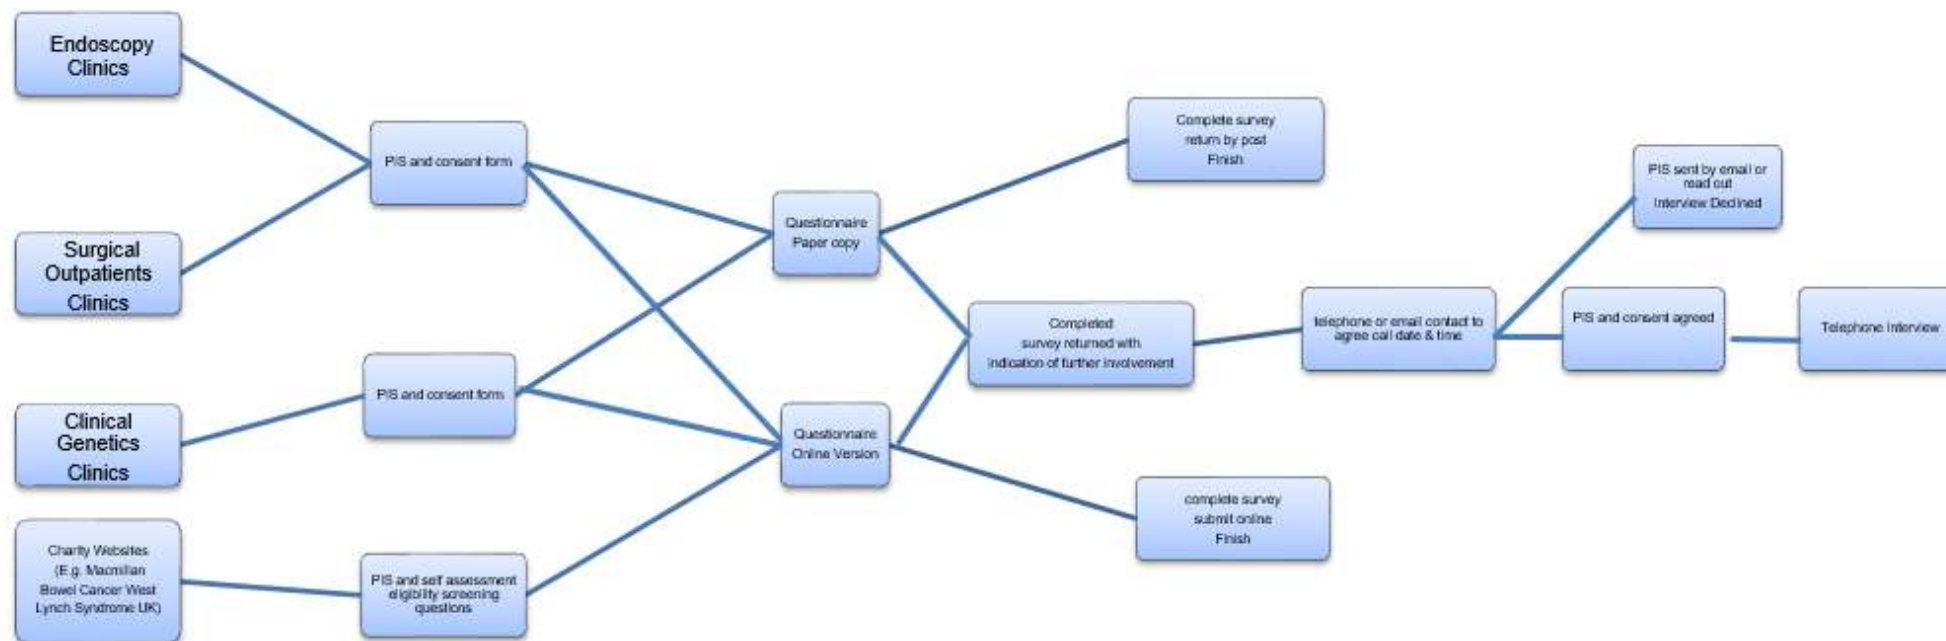 Endoscopy
Clinics
Surgical
Outpatients
Clinics
Clinical
Genetics
Clinics
Charity Websites
(E.g. Macmillan
Bowel Cancer West
Lynch Syndrome UK)
PIS and consent form
PIS and consent form
PIS and self assessment
eligibility screening
questions
Questionnaire
Paper copy
Questionnaire
Online Version
Complete survey
return by post
Finish
Completed
survey returned with
indication of further involvement
complete survey
submit online
Finish
telephone or email contact to
agree call date & time
PIS sent by email or
read out
Interview Declined
PIS and consent agreed
Telephone Interview